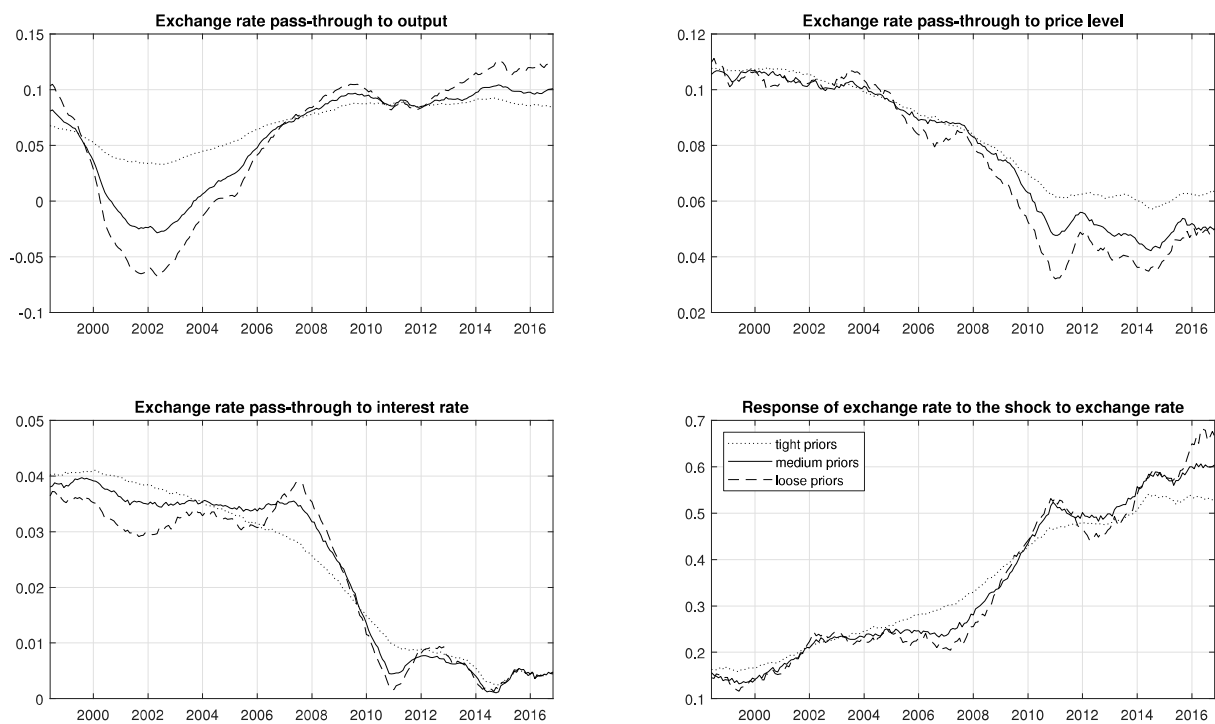 Exchange rate pass-through to output
0.15
0.1
0.05
0
-0.05
-0.1
2000 2002 2004 2006 2008 2010 2012 2014 2016
Exchange rate pass-through to price level
0.12
0.1
0.08
0.06
0.04
0.02
2000 2002 2004 2006 2008 2010 2012 2014 2016
Exchange rate pass-through to interest rate
0.05
0.04
0.03
0.02
0.01
0
2000 2002 2004 2006 2008 2010 2012 2014 2016
Response of exchange rate to the shock to exchange rate
0.7
0.6
0.5
0.4
0.3
0.2
0.1
tight priors
medium priors
loose priors
2000 2002 2004 2006 2008 2010 2012 2014 2016